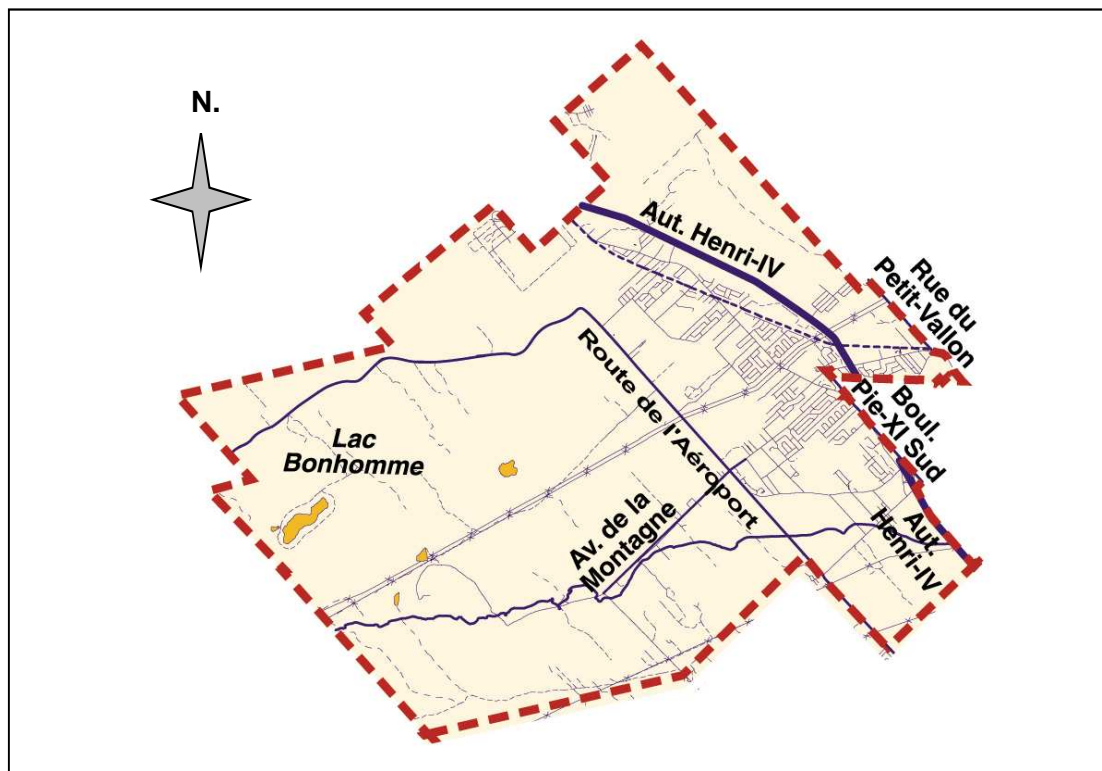 N.
Aut. Henri-IV
Rue du
Petit-Vallon
Route de l'Aéroport
Boul.
Pie-XI Sud
Lac
Bonhomme
Av. de la
Montagne
Aut.
Henri-IV